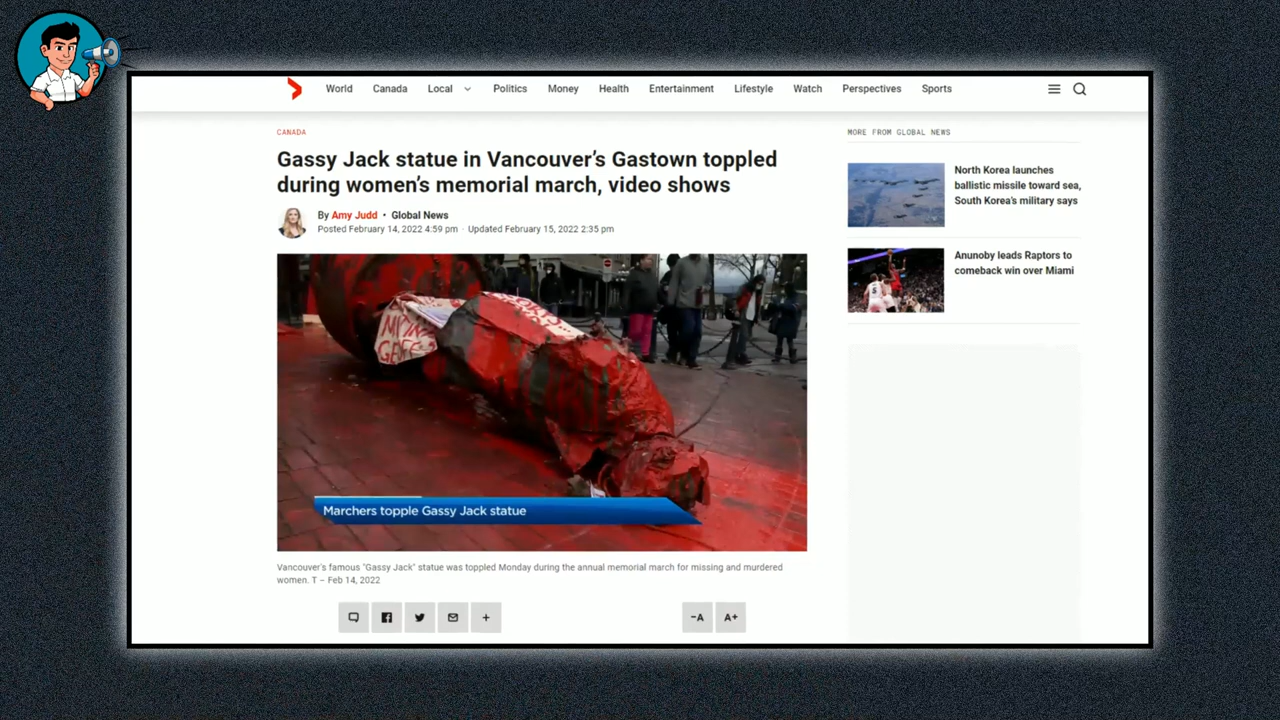 World Canada Local Politics Money Health Entertainment Lifestyle Watch Perspectives Sports
CANADA
Gassy Jack statue in Vancouver's Gastown toppled
during women's memorial march, video shows
By Amy Judd • Global News
Posted February 14, 2022 4:59 pm · Updated February 15, 2022 2:35 pm
Marchers topple Gassy Jack statue
Vancouver's famous "Gassy Jack" statue was toppled Monday during the annual memorial march for missing and murdered
women. T – Feb 14, 2022
-A A+
MORE FROM GLOBAL NEWS
North Korea launches
ballistic missile toward sea,
South Korea's military says
Anunoby leads Raptors to
comeback win over Miami